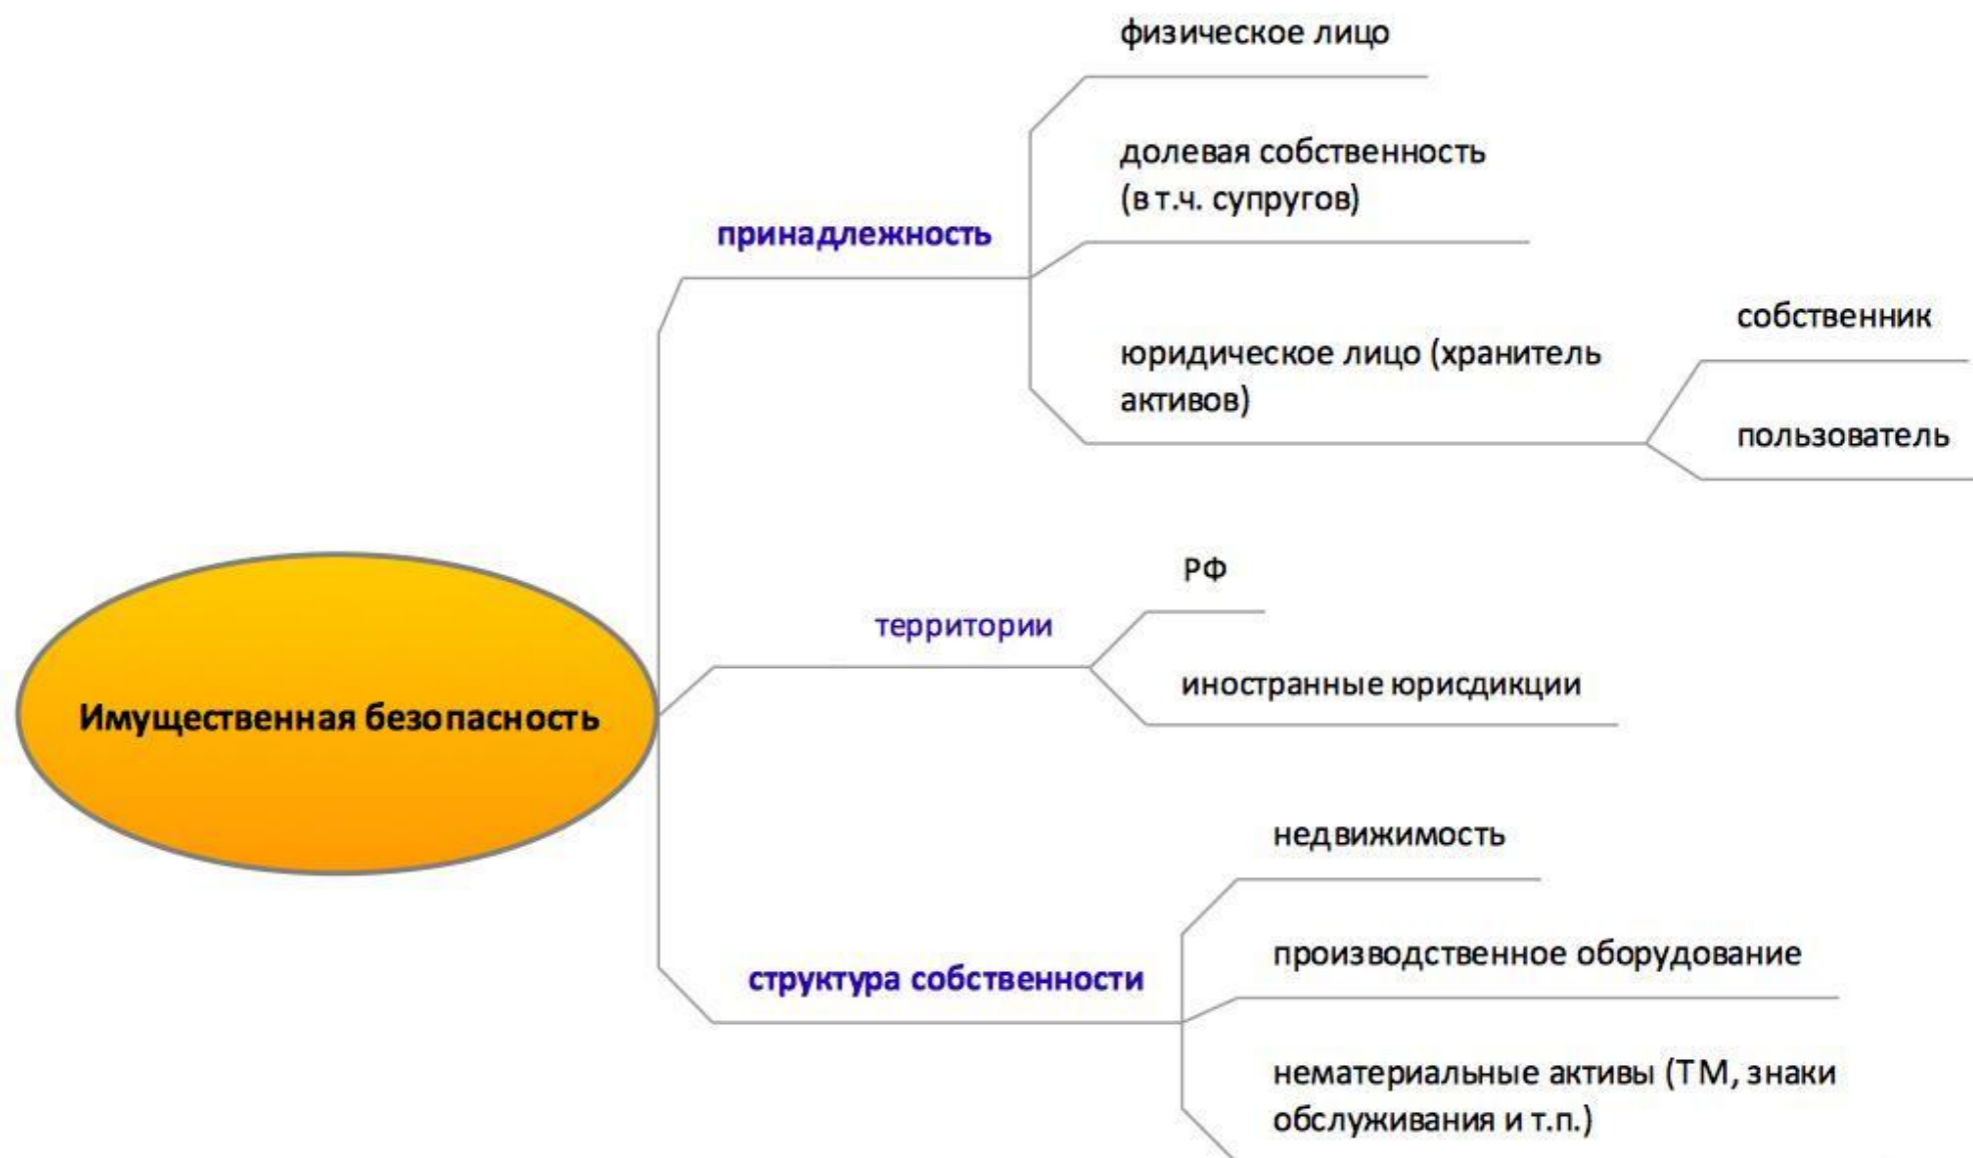 физическое лицо
долевая собственность
(в т.ч. супругов)
принадлежность
собственник
юридическое лицо (хранитель
активов)
пользователь
РФ
территории
иностранные юрисдикции
Имущественная безопасность
недвижимость
производственное оборудование
структура собственности
нематериальные активы (ТМ, знаки
обслуживания и т.п.)